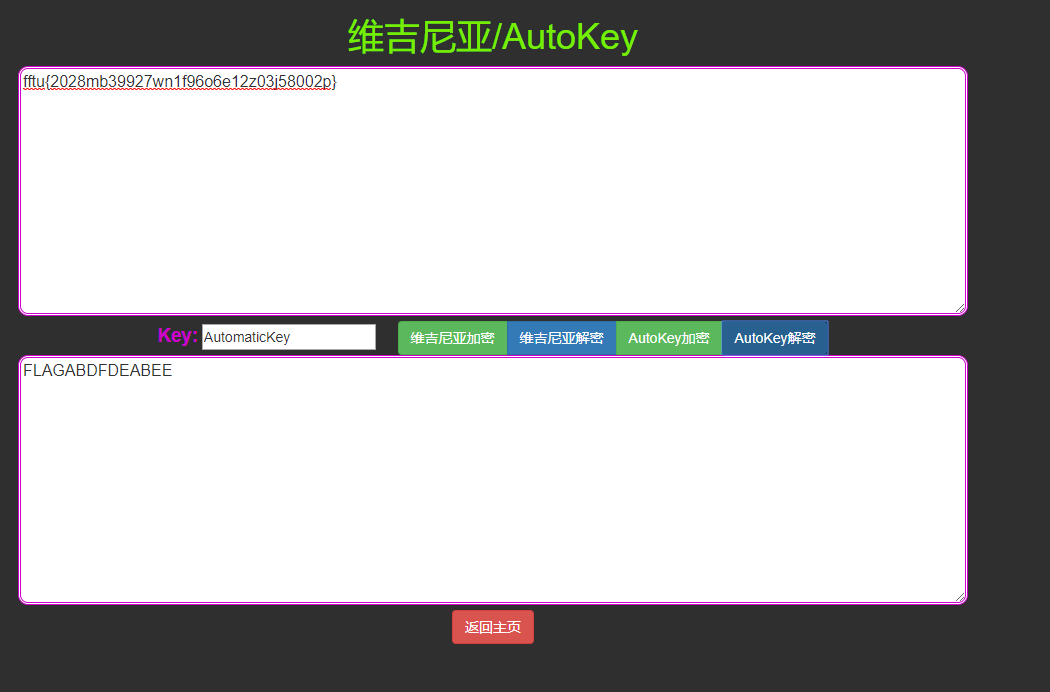 维吉尼亚/AutoKey
fftu{2028mb39927wn1f96o6e12z03j58002p}
Key: AutomaticKey 维吉尼亚加密 维吉尼亚解密 AutoKey加密 AutoKey解密
FLAGABDFDEABEE
返回主页